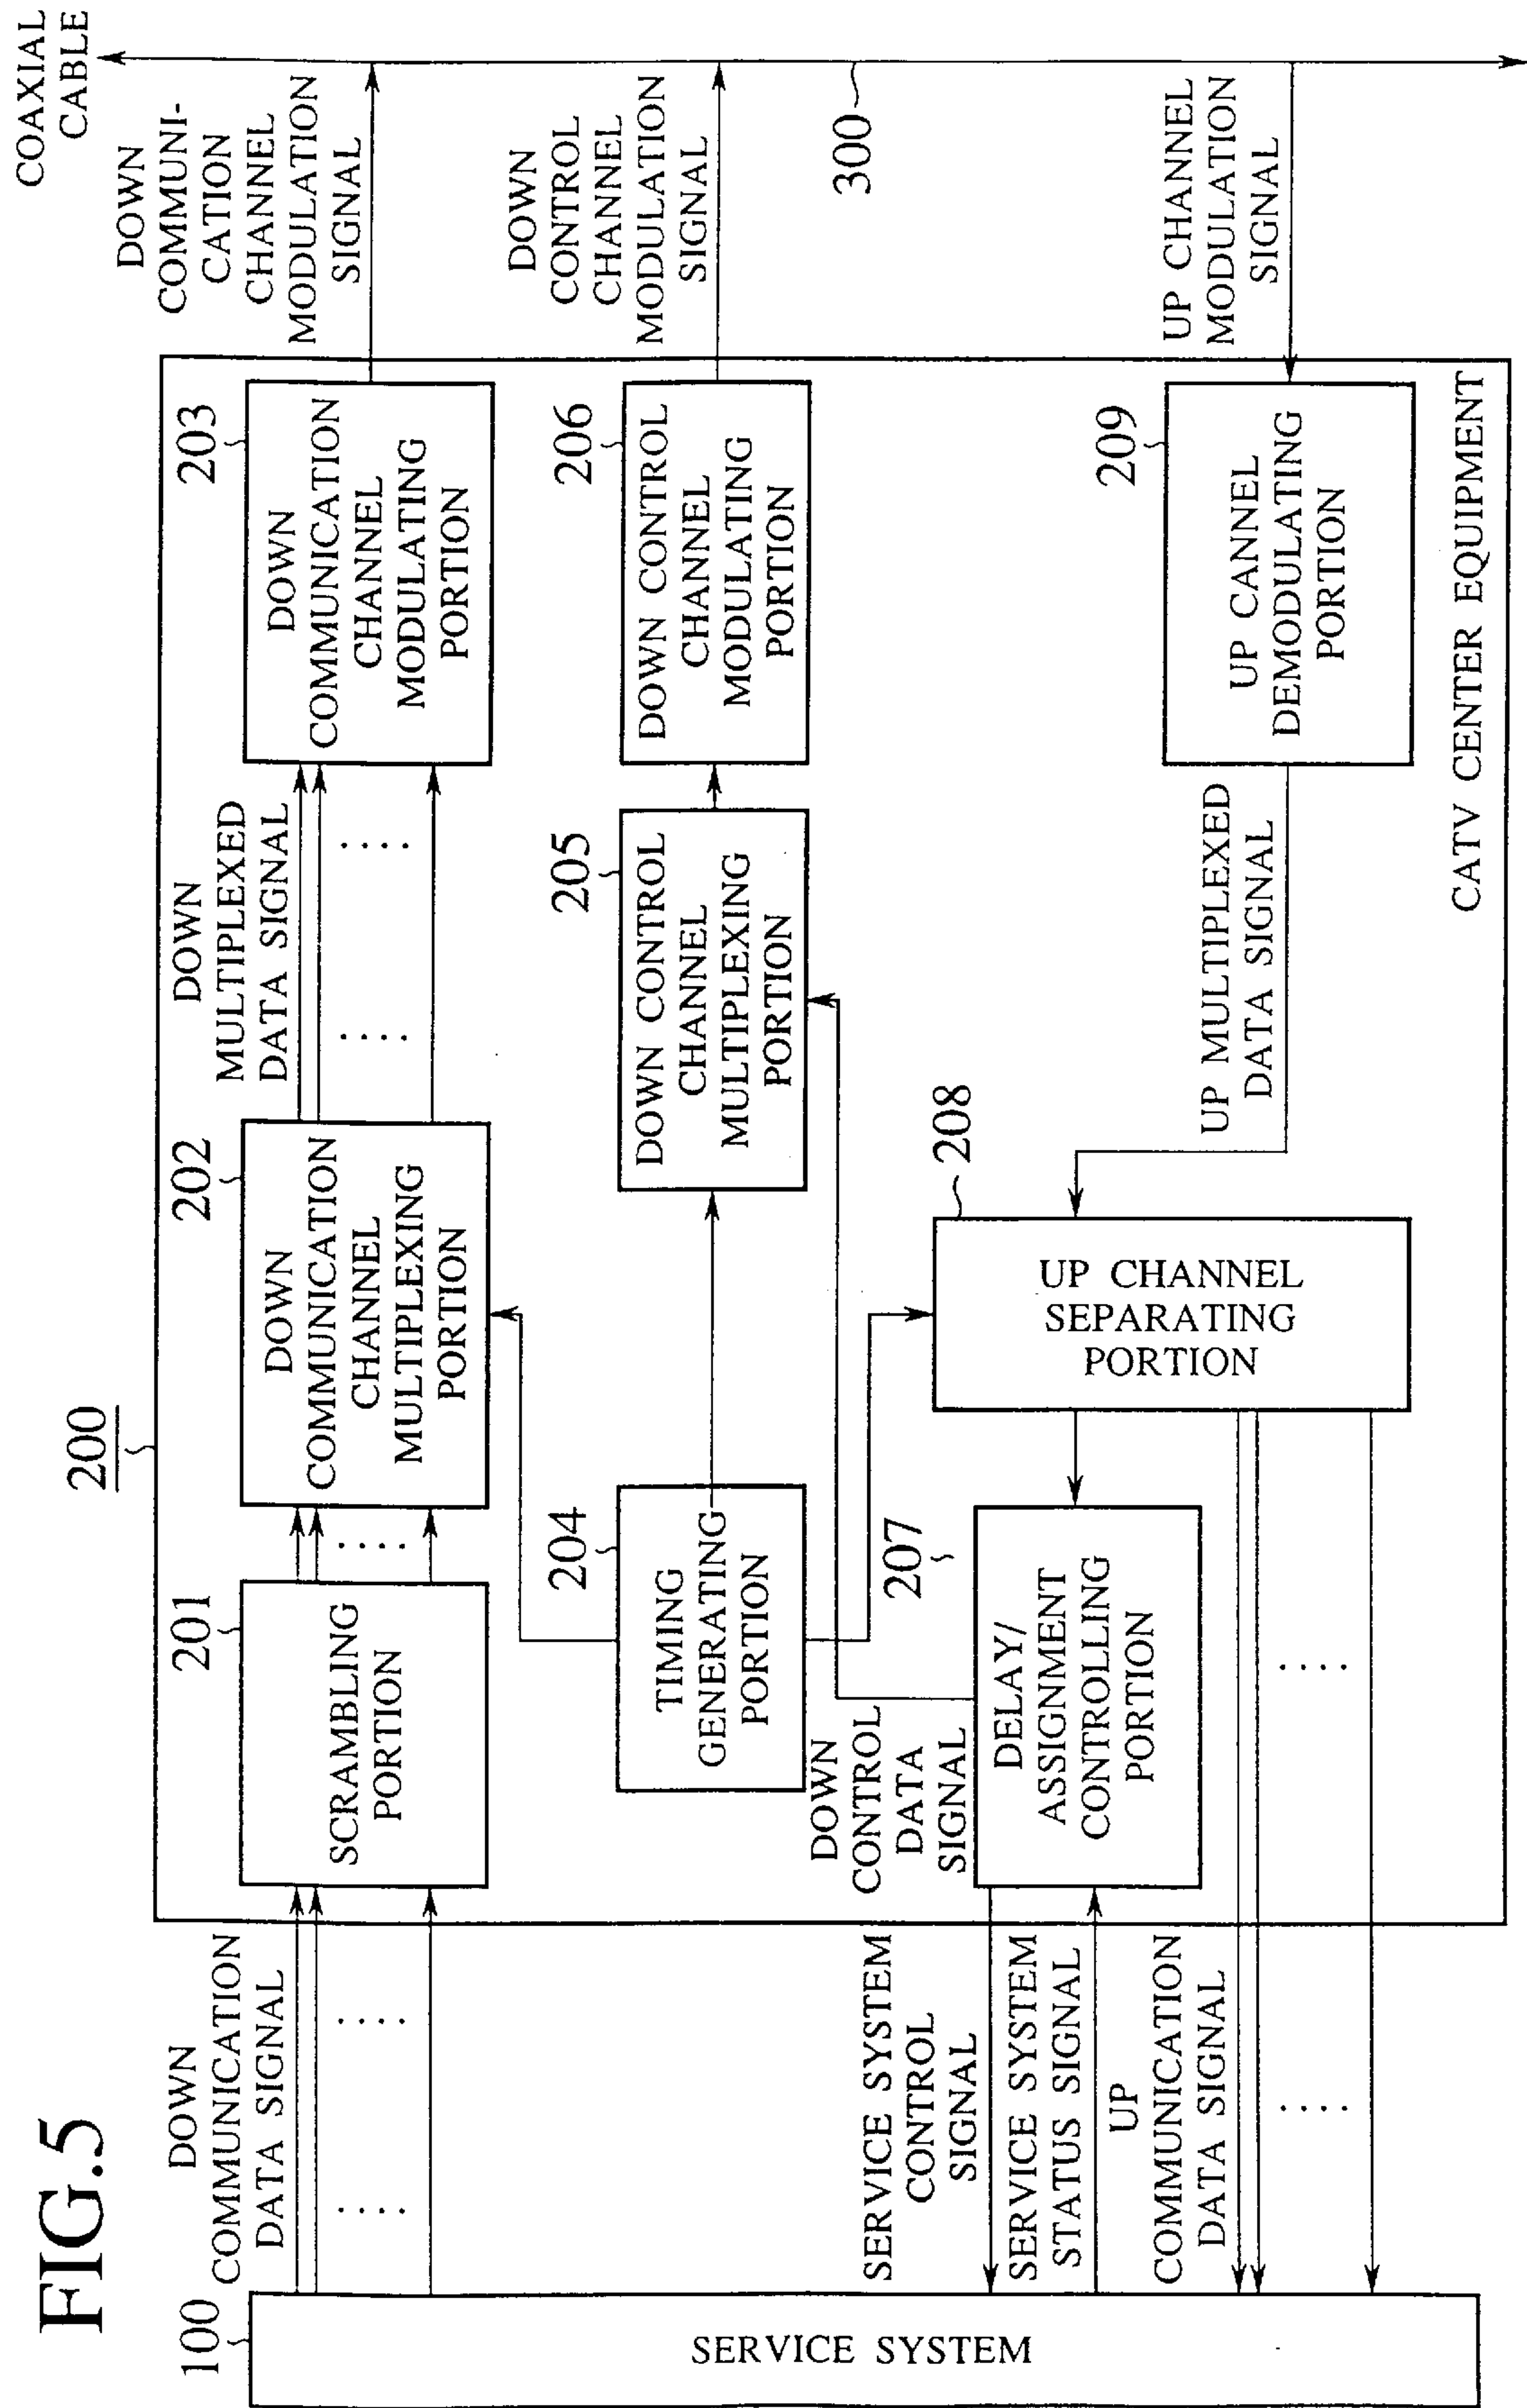 FIG.5
100
SERVICE SYSTEM
DOWN
COMMUNICATION
DATA SIGNAL
....
....
SERVICE SYSTEM
CONTROL
SIGNAL
SERVICE SYSTEM
STATUS SIGNAL
UP
COMMUNICATION
DATA SIGNAL
....
200
201
SCRAMBLING
PORTION
....
202
DOWN
COMMUNICATION
CHANNEL
MULTIPLEXING
PORTION
DOWN
MULTIPLEXED
DATA SIGNAL
....
....
203
DOWN
COMMUNICATION
CHANNEL
MODULATING
PORTION
204
TIMING
GENERATING
PORTION
205
DOWN CONTROL
CHANNEL
MULTIPLEXING
PORTION
206
DOWN CONTROL
CHANNEL
MODULATING
PORTION
DOWN
CONTROL
DATA
SIGNAL
207
DELAY/
ASSIGNMENT
CONTROLLING
PORTION
208
UP CHANNEL
SEPARATING
PORTION
....
UP MULTIPLEXED
DATA SIGNAL
209
UP CANNEL
DEMODULATING
PORTION
CATV CENTER EQUIPMENT
COAXIAL
CABLE
DOWN
COMMUNI-
CATION
CHANNEL
MODULATION
SIGNAL
DOWN
CONTROL
CHANNEL
MODULATION
SIGNAL
300
UP CHANNEL
MODULATION
SIGNAL